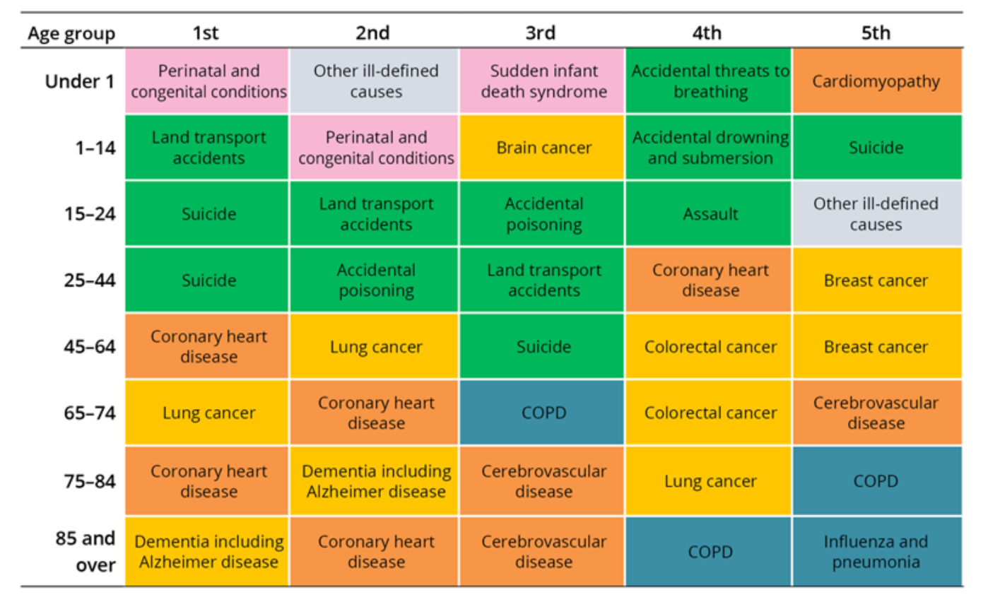 Age group 1st 2nd 3rd 4th 5th
Under 1
Perinatal and
congenital conditions
Other ill-defined
causes
Sudden infant
death syndrome
Accidental threats to
breathing
Cardiomyopathy
1–14
Land transport
accidents
Perinatal and
congenital conditions
Brain cancer
Accidental drowning
and submersion
Suicide
15–24
Suicide
Land transport
accidents
Accidental
poisoning
Assault
Other ill-defined
causes
25–44
Suicide
Accidental
poisoning
Land transport
accidents
Coronary heart
disease
Breast cancer
45–64
Coronary heart
disease
Lung cancer
Suicide
Colorectal cancer
Breast cancer
65–74
Lung cancer
Coronary heart
disease
COPD
Colorectal cancer
Cerebrovascular
disease
75–84
Coronary heart
disease
Dementia including
Alzheimer disease
Cerebrovascular
disease
Lung cancer
COPD
85 and
over
Dementia including
Alzheimer disease
Coronary heart
disease
Cerebrovascular
disease
COPD
Influenza and
pneumonia